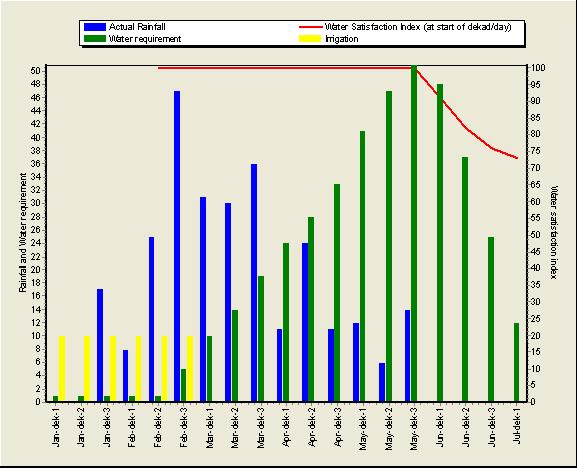 Actual Rainfall
Water Satisfaction Index (at start of dekad/day)
Water requirement
Irrigation
Rainfall and Water requirement
50
48
46
44
42
40
38
36
34
32
30
28
26
24
22
20
18
16
14
12
10
8
6
4
2
0
100
95
90
85
80
75
70
65
60
55
50
45
40
35
30
25
20
15
10
5
0
Water satisfaction index
Jan-dek-1
Jan-dek-2
Jan-dek-3
Feb-dek-1
Feb-dek-2
Feb-dek-3
Mar-dek-1
Mar-dek-2
Mar-dek-3
Apr-dek-1
Apr-dek-2
Apr-dek-3
May-dek-1
May-dek-2
May-dek-3
Jun-dek-1
Jun-dek-2
Jun-dek-3
Jul-dek-1